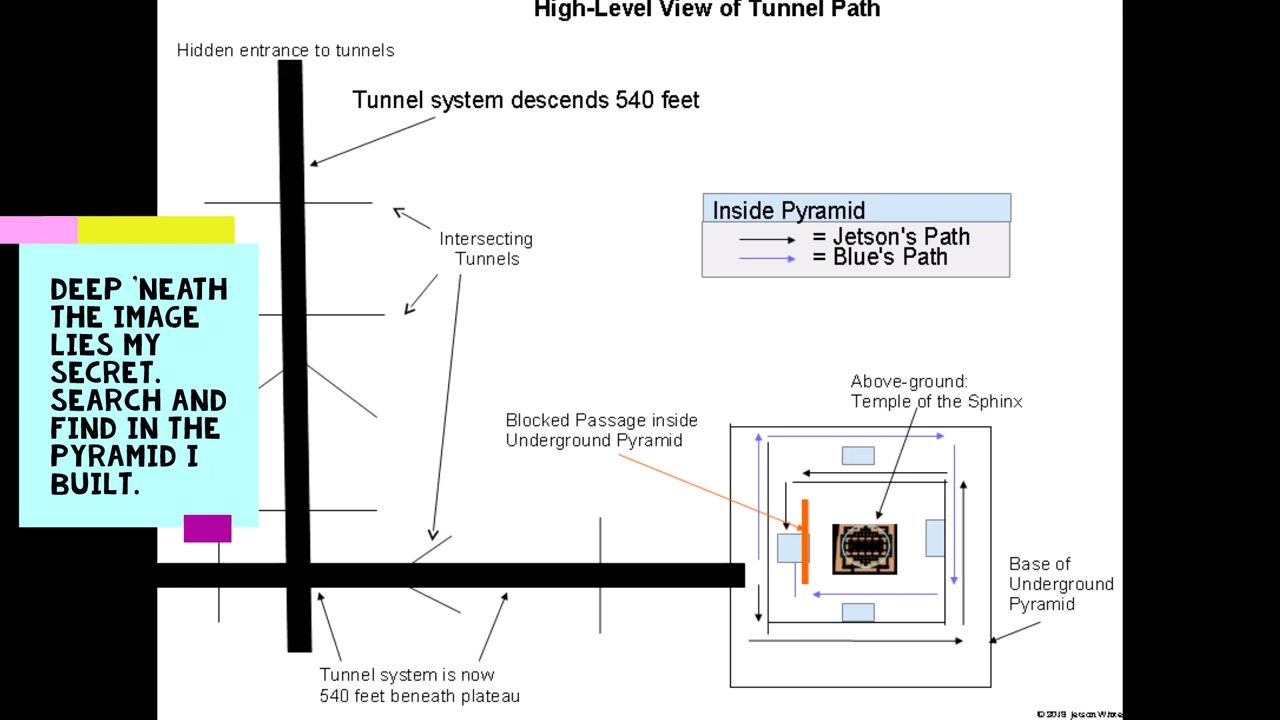 High-Level View of Tunnel Path
Hidden entrance to tunnels
Tunnel system descends 540 feet
Intersecting
Tunnels
Inside Pyramid
= Jetson's Path
= Blue's Path
DEEP 'NEATH
THE IMAGE
LIES MY
SECRET.
SEARCH AND
FIND IN THE
PYRAMID I
BUILT.
Above-ground:
Temple of the Sphinx
Blocked Passage inside
Underground Pyramid
Base of
Underground
Pyramid
Tunnel system is now
540 feet beneath plateau
Jetson White